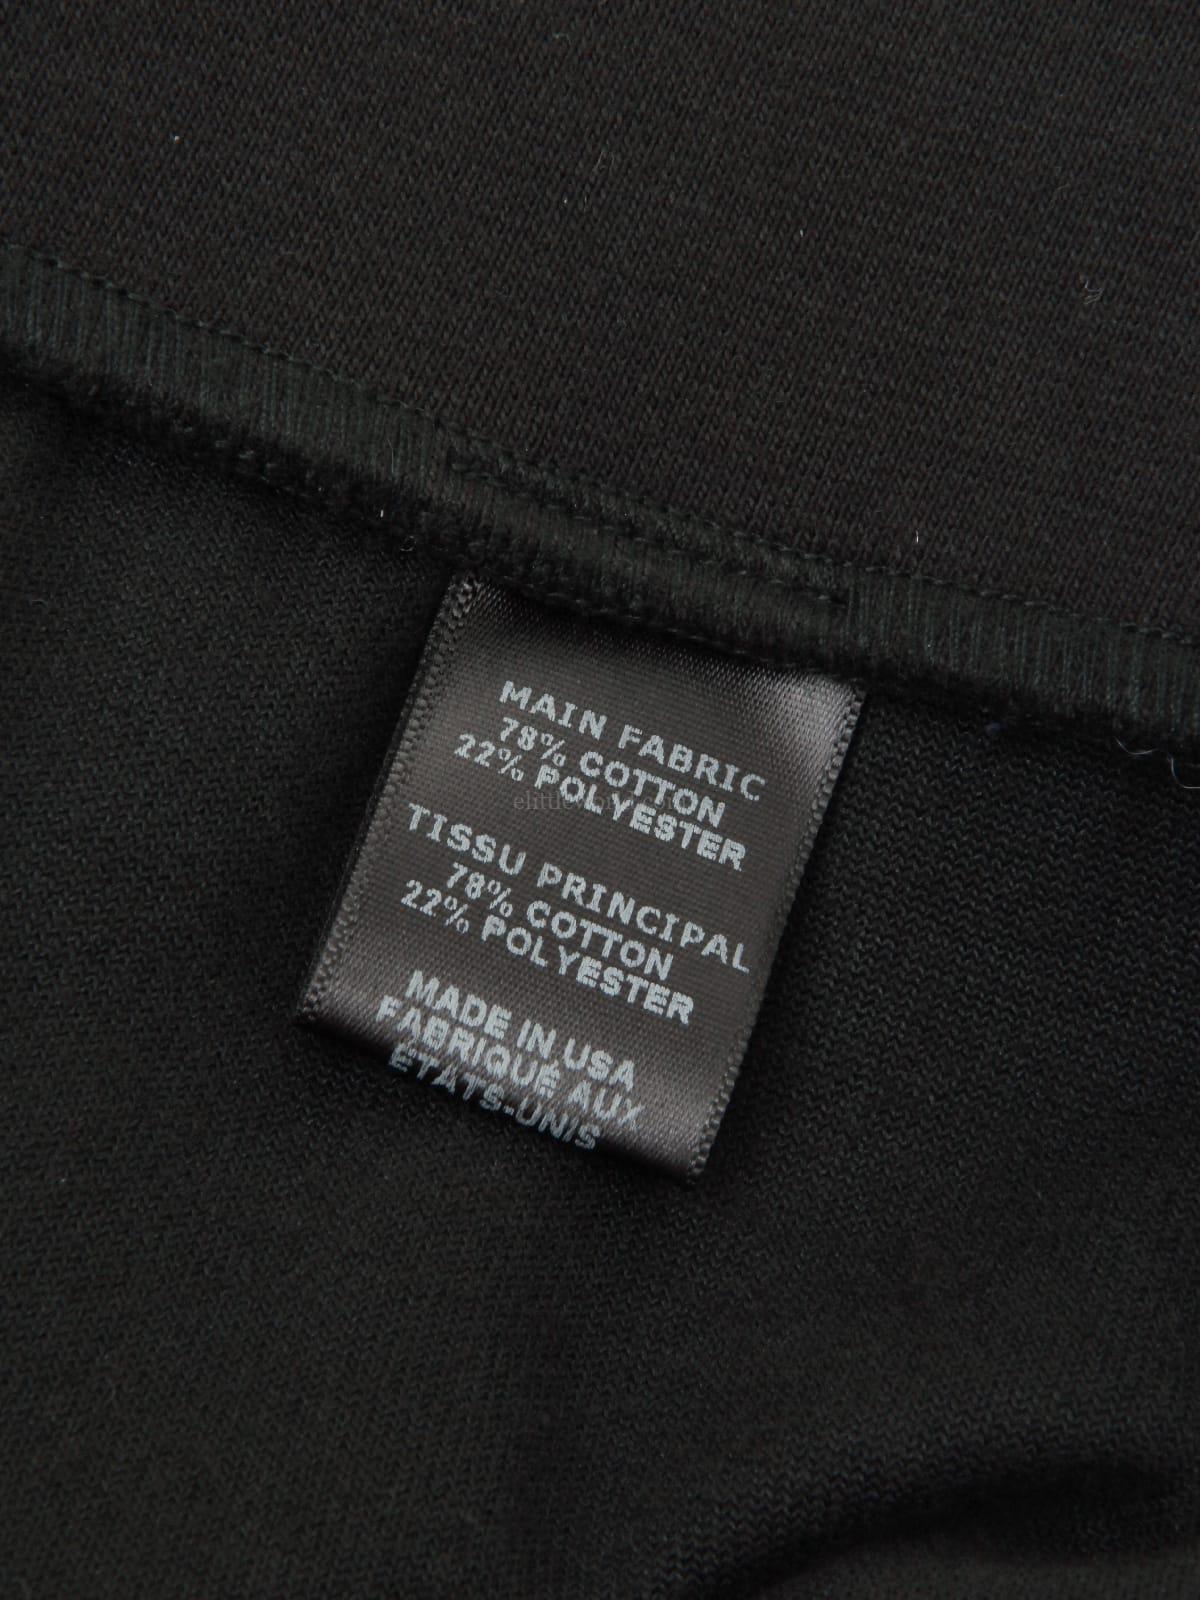 MAIN FABRIC
78% COTTON
22% POLYESTER
TISSU PRINCIPAL
78% COTTON
22% POLYESTER
MADE IN USA
FABRIQUÉ AUX
ÉTATS-UNIS